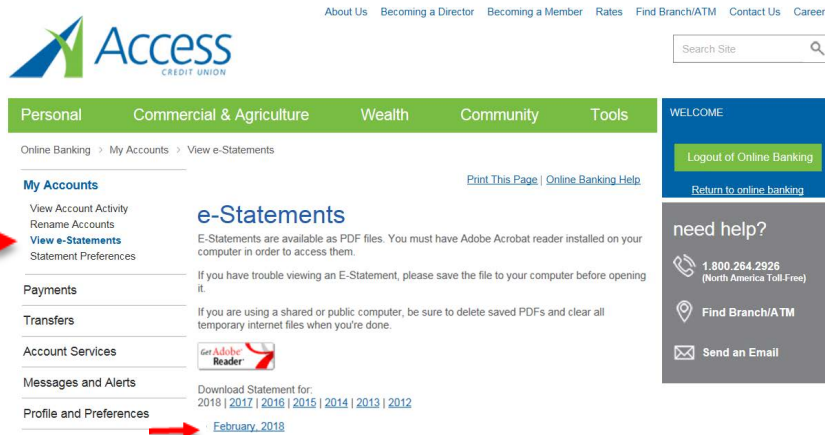 About Us Becoming a Director Becoming a Member Rates Find Branch/ATM Contact Us Career
Access
CREDIT UNION
Search Site
Personal Commercial & Agriculture Wealth Community Tools
WELCOME
Logout of Online Banking
Return to online banking
Online Banking > My Accounts > View e-Statements
Print This Page | Online Banking Help
My Accounts
View Account Activity
Rename Accounts
View e-Statements
Statement Preferences
Payments
Transfers
Account Services
Messages and Alerts
Profile and Preferences
e-Statements
E-Statements are available as PDF files. You must have Adobe Acrobat reader installed on your
computer in order to access them.
If you have trouble viewing an E-Statement, please save the file to your computer before opening
it.
If you are using a shared or public computer, be sure to delete saved PDFs and clear all
temporary internet files when you're done.
Get Adobe
Reader
Download Statement for:
2018 | 2017 | 2016 | 2015 | 2014 | 2013 | 2012
February, 2018
need help?
1.800.264.2926
(North America Toll-Free)
Find Branch/ATM
Send an Email